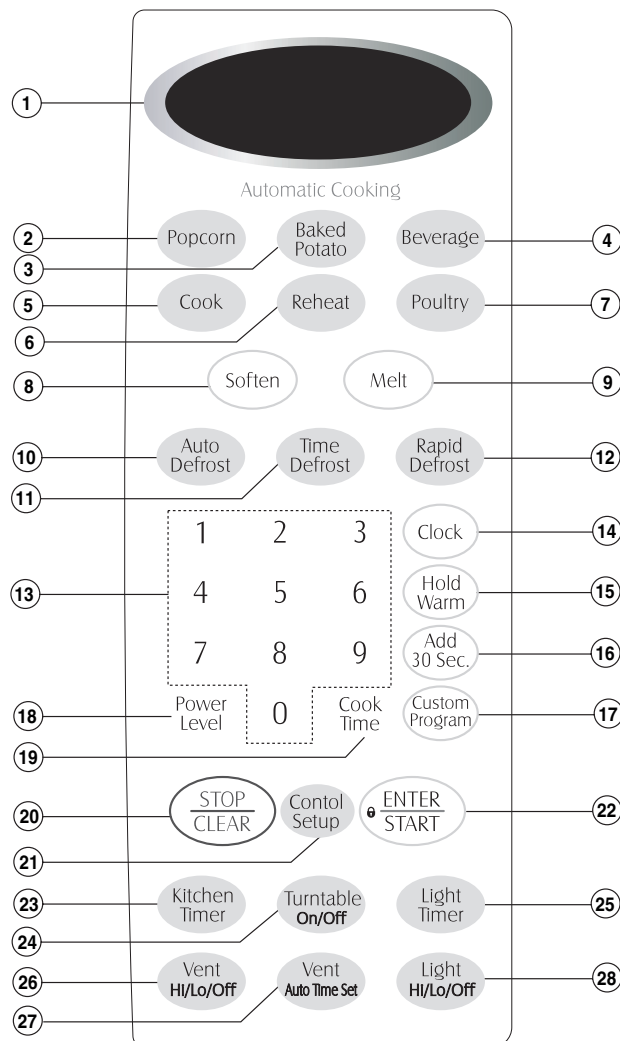 1
Automatic Cooking
2
Popcorn
Baked
Potato
Beverage
4
3
5
Cook
Reheat
Poultry
7
6
8
Soften
Melt
9
10
Auto
Defrost
Time
Defrost
Rapid
Defrost
12
11
1 2 3
Clock
14
13
4 5 6
Hold
Warm
15
7 8 9
Add
30 Sec.
16
18
Power
Level
0
Cook
Time
Custom
Program
17
19
20
STOP
CLEAR
Contol
Setup
ENTER
START
22
21
23
Kitchen
Timer
Turntable
On/Off
Light
Timer
25
24
26
Vent
Hi/Lo/Off
Vent
Auto Time Set
Light
Hi/Lo/Off
28
27